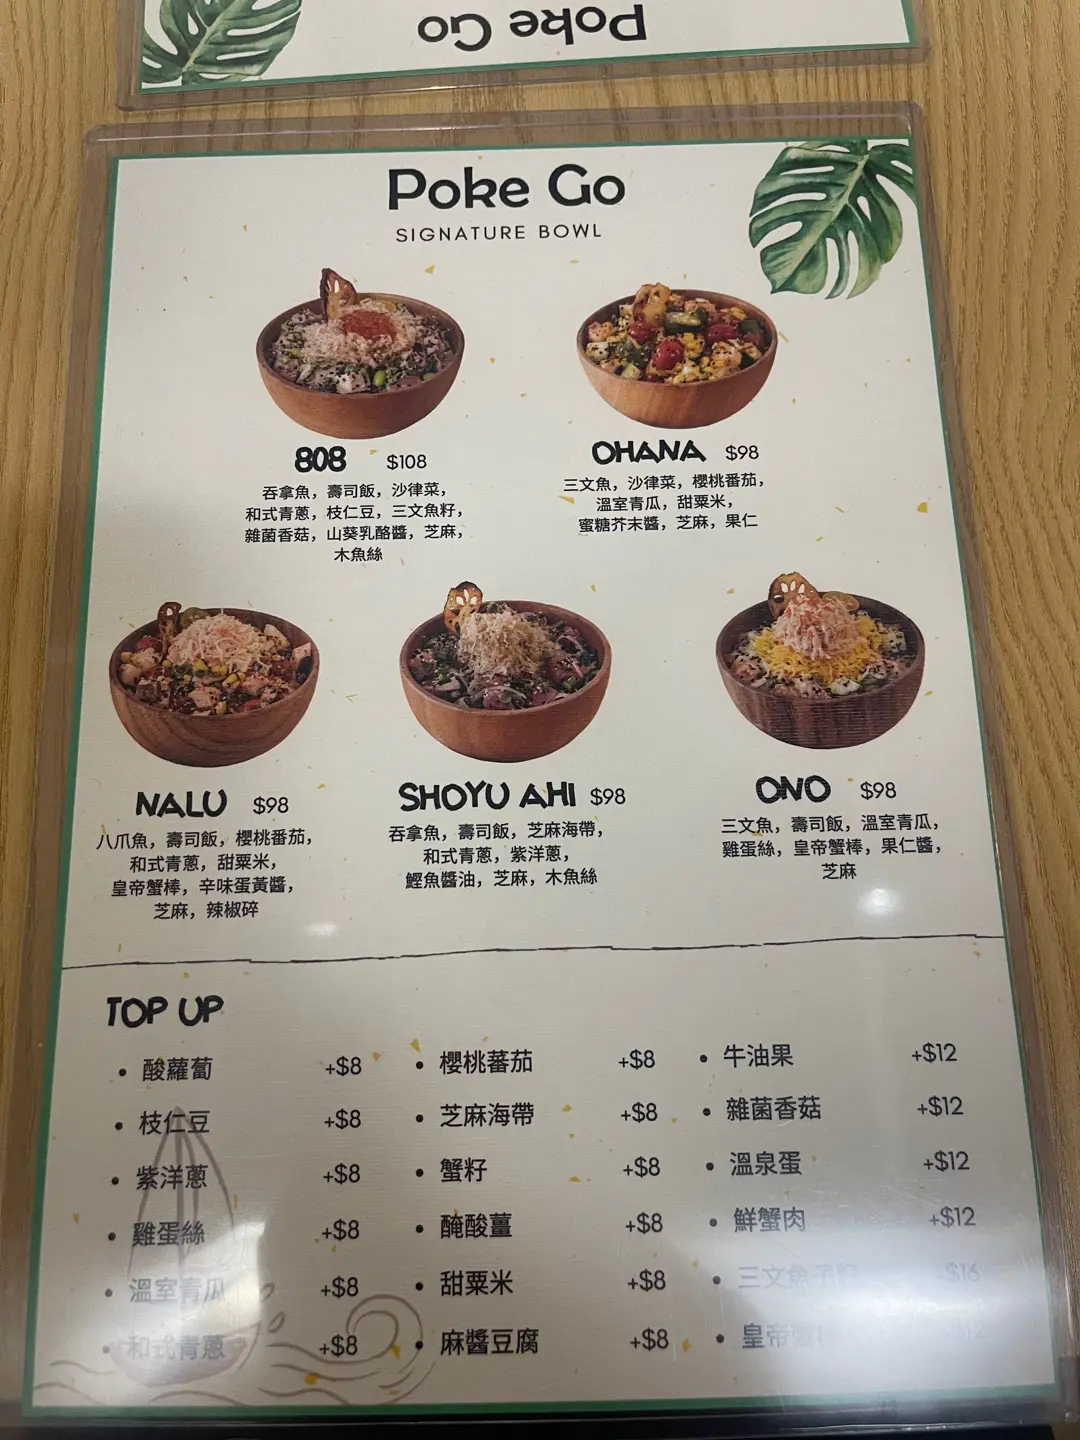 Poke Go
Poke Go
SIGNATURE BOWL
808 $108
吞拿魚，壽司飯，沙律菜，
和式青蔥，枝仁豆，三文魚籽，
雜菌香菇，山葵乳酪醬，芝麻，
木魚絲
OHANA $98
三文魚，沙律菜，櫻桃番茄，
溫室青瓜，甜粟米，
蜜糖芥末醬，芝麻，果仁
NALU $98
八爪魚，壽司飯，櫻桃番茄，
和式青蔥，甜粟米，
皇帝蟹棒，辛味蛋黃醬，
芝麻，辣椒碎
SHOYU AHI $98
吞拿魚，壽司飯，芝麻海帶，
和式青蔥，紫洋蔥，
鰹魚醬油，芝麻，木魚絲
ONO $98
三文魚，壽司飯，溫室青瓜，
雞蛋絲，皇帝蟹棒，果仁醬，
芝麻
TOP UP
• 酸蘿蔔 +$8
• 枝仁豆 +$8
• 紫洋蔥 +$8
• 雞蛋絲 +$8
• 溫室青瓜 +$8
• 和式青蔥 +$8
• 櫻桃蕃茄 +$8
• 芝麻海帶 +$8
• 蟹籽 +$8
• 醃酸薑 +$8
• 甜粟米 +$8
• 麻醬豆腐 +$8
• 牛油果 +$12
• 雜菌香菇 +$12
• 溫泉蛋 +$12
• 鮮蟹肉 +$12
• 三文魚 +$16
• 皇帝